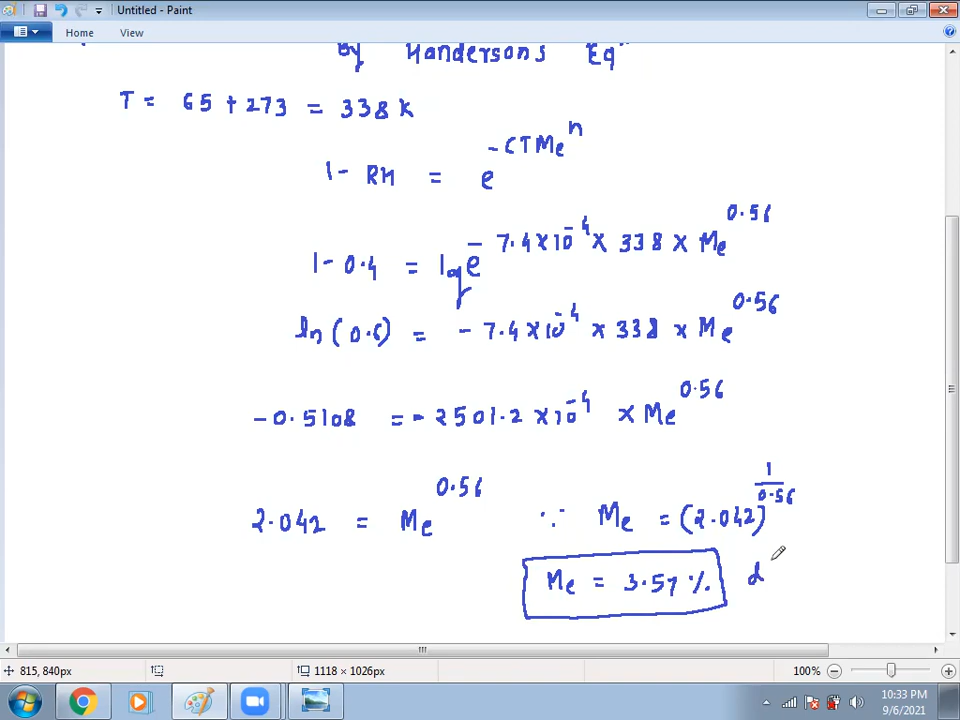 Untitled - Paint
Home View
By Handersons Eqⁿ
T = 65 + 273 = 338 K
1 - RH = e^-CTMe^n
1 - 0.4 = log e^-7.4×10^-4 × 338 × Me^0.56
ln(0.6) = - 7.4×10^-4 × 338 × Me^0.56
-0.5108 = - 2501.2×10^-4 × Me^0.56
2.042 = Me^0.56 ∵ Me = (2.042)^1/0.56
Me = 3.57 % d
815, 840px 1118 × 1026px 100%
10:33 PM
9/6/2021